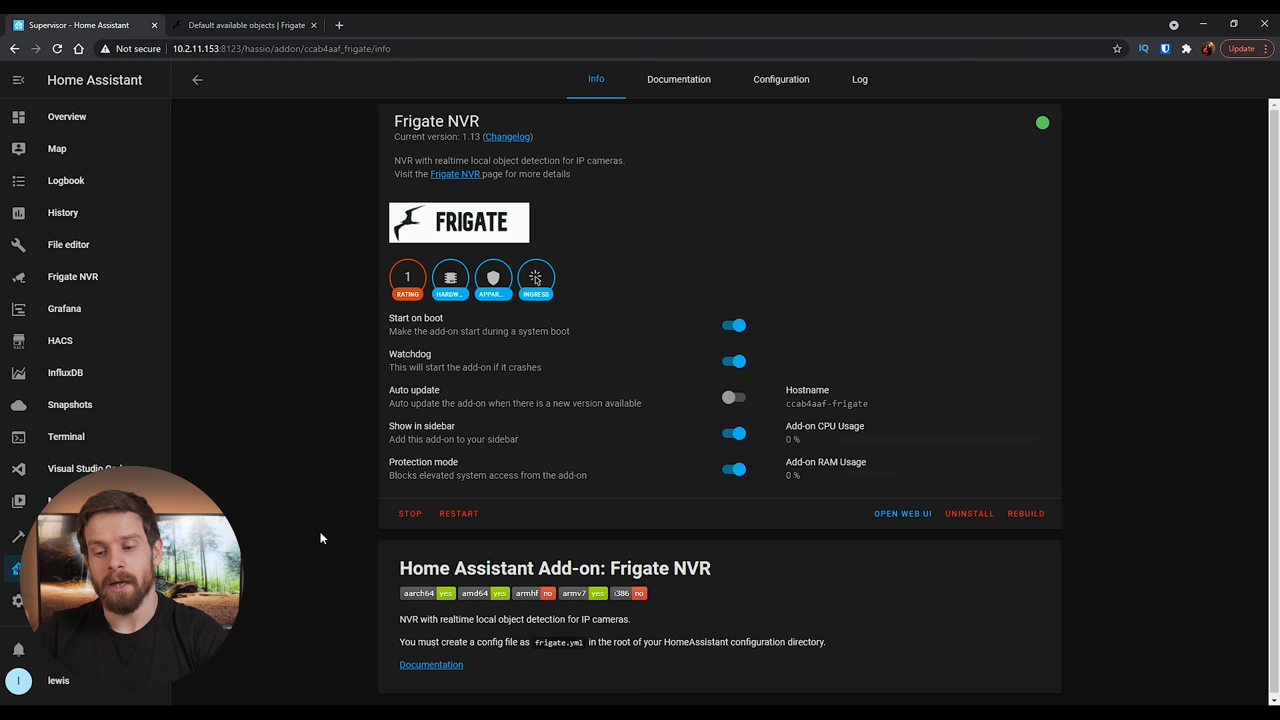 Supervisor - Home Assistant
Default available objects | Frigate
Not secure
10.2.11.153:8123/hassio/addon/ccab4aaf_frigate/info
IQ
Update
Home Assistant
Info
Documentation
Configuration
Log
Overview
Map
Logbook
History
File editor
Frigate NVR
Grafana
HACS
HACS
InfluxDB
Snapshots
Terminal
Visual Studio
l
lewis
Frigate NVR
Current version: 1.13 (Changelog)
NVR with realtime local object detection for IP cameras.
Visit the Frigate NVR page for more details
FRIGATE
1
RATING
HARDW...
APPAR...
INGRESS
Start on boot
Make the add-on start during a system boot
Watchdog
This will start the add-on if it crashes
Auto update
Auto update the add-on when there is a new version available
Show in sidebar
Add this add-on to your sidebar
Protection mode
Blocks elevated system access from the add-on
Hostname
ccab4aaf-frigate
Add-on CPU Usage
0 %
Add-on RAM Usage
0 %
STOP
RESTART
OPEN WEB UI
UNINSTALL
REBUILD
Home Assistant Add-on: Frigate NVR
aarch64 yes amd64 yes armhf no armv7 yes i386 no
NVR with realtime local object detection for IP cameras.
You must create a config file as frigate.yml in the root of your HomeAssistant configuration directory.
Documentation